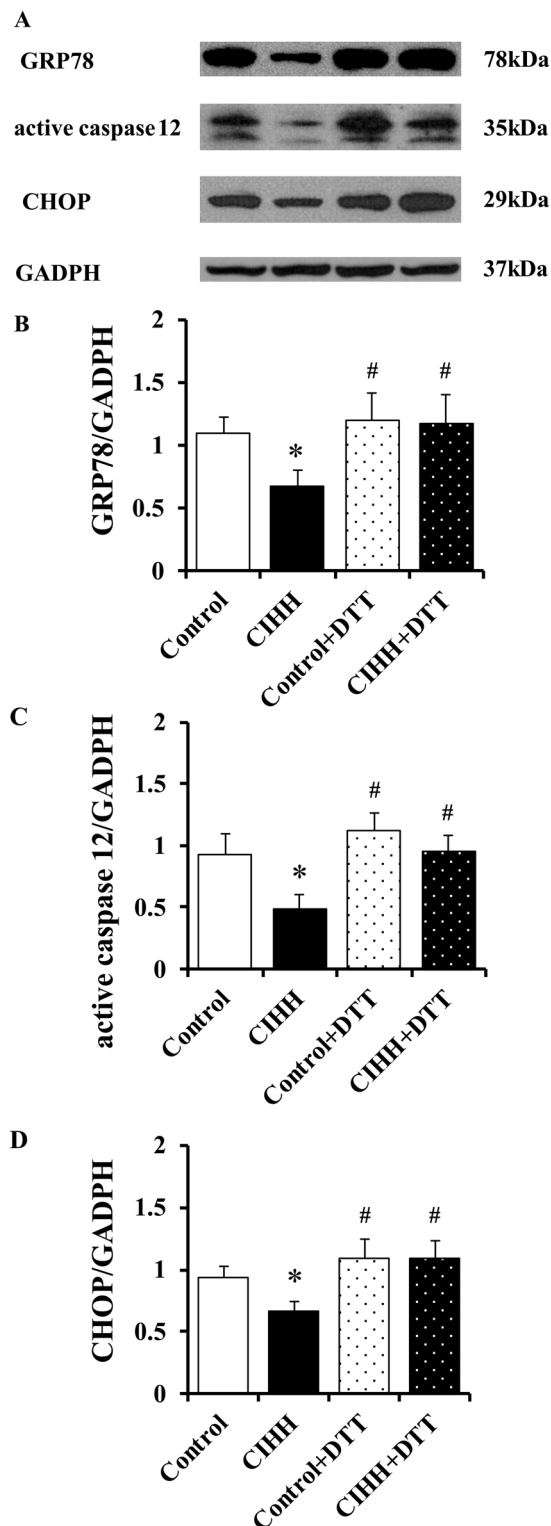 A
GRP78 78kDa
active caspase 12 35kDa
CHOP 29kDa
GADPH 37kDa
B
GRP78/GADPH
2
1.5
1
0.5
0
*
#
#
Control
CIHH
Control+DTT
CIHH+DTT
C
active caspase 12/GADPH
2
1.5
1
0.5
0
*
#
#
Control
CIHH
Control+DTT
CIHH+DTT
D
CHOP/GADPH
2
1.5
1
0.5
0
*
#
#
Control
CIHH
Control+DTT
CIHH+DTT